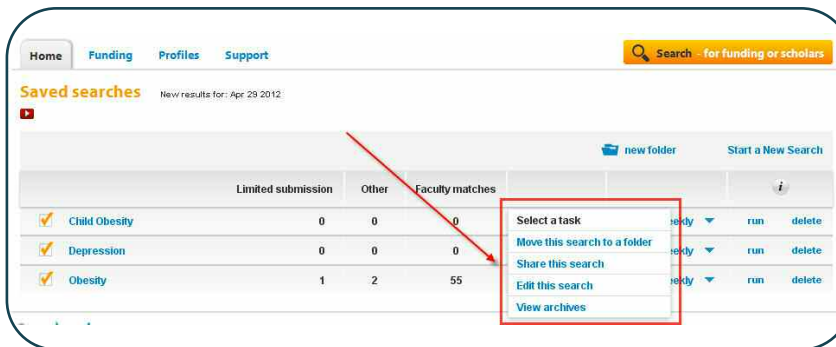 Home Funding Profiles Support Search - for funding or scholars
Saved searches New results for: Apr 29 2012
new folder Start a New Search
Limited submission Other Faculty matches i
Child Obesity 0 0 0 Select a task run delete
Move this search to a folder
Depression 0 0 0 Share this search run delete
Obesity 1 2 55 Edit this search run delete
View archives